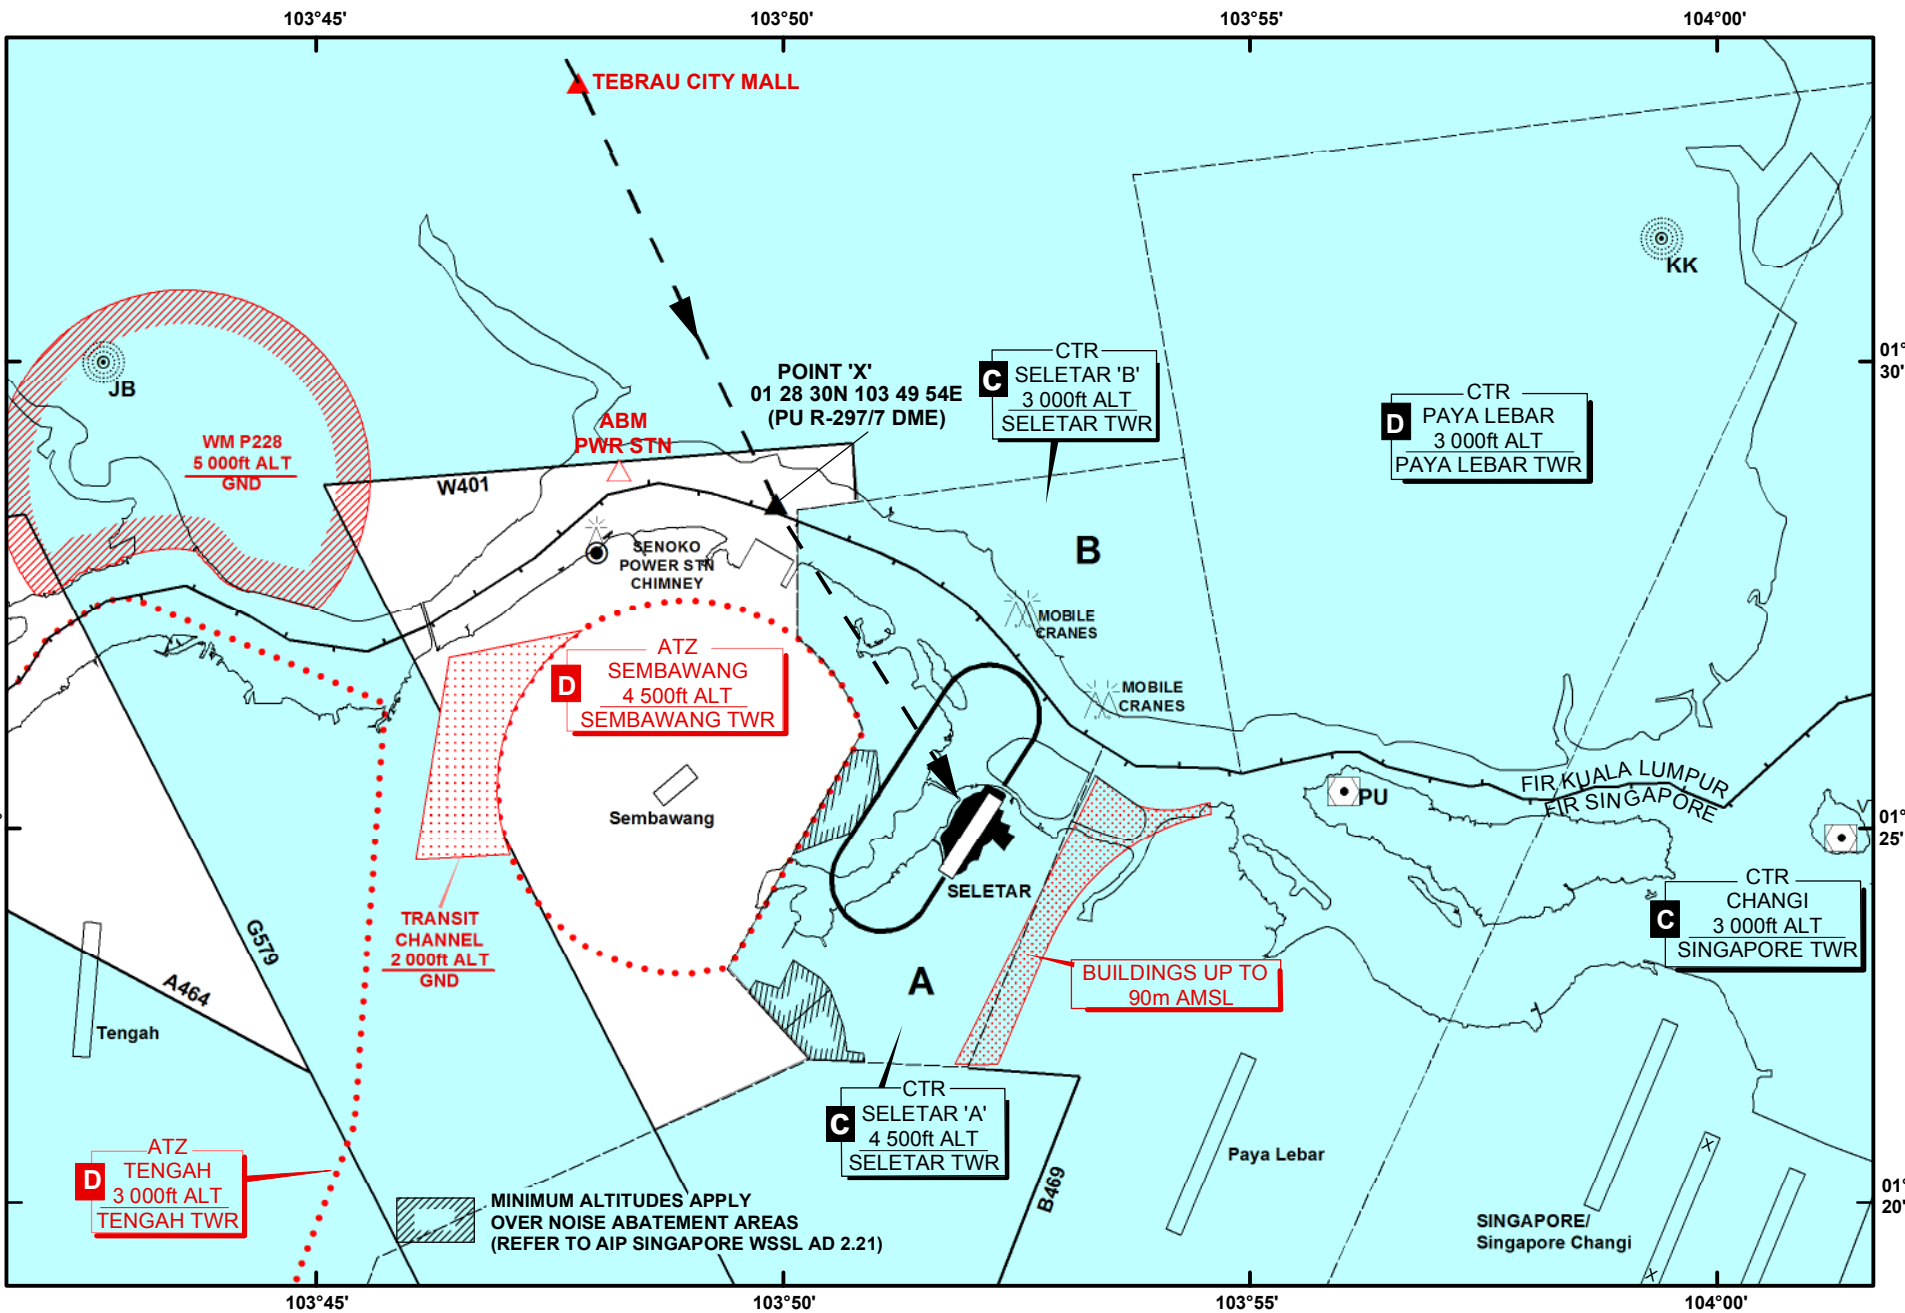 103°45'
103°50'
103°55'
104°00'
TEBRAU CITY MALL
KK
JB
01°
30'
POINT 'X'
01 28 30N 103 49 54E
(PU R-297/7 DME)
CTR
C
SELETAR 'B'
3 000ft ALT
SELETAR TWR
CTR
D
PAYA LEBAR
3 000ft ALT
PAYA LEBAR TWR
WM P228
5 000ft ALT
GND
ABM
PWR STN
W401
SENOKO
POWER STN
CHIMNEY
B
MOBILE
CRANES
MOBILE
CRANES
ATZ
D
SEMBAWANG
4 500ft ALT
SEMBAWANG TWR
Sembawang
PU
FIR KUALA LUMPUR
FIR SINGAPORE
V
01°
25'
SELETAR
CTR
C
CHANGI
3 000ft ALT
SINGAPORE TWR
TRANSIT
CHANNEL
2 000ft ALT
GND
G579
A464
Tengah
A
BUILDINGS UP TO
90m AMSL
CTR
C
SELETAR 'A'
4 500ft ALT
SELETAR TWR
ATZ
D
TENGAH
3 000ft ALT
TENGAH TWR
B469
Paya Lebar
X
01°
20'
MINIMUM ALTITUDES APPLY
OVER NOISE ABATEMENT AREAS
(REFER TO AIP SINGAPORE WSSL AD 2.21)
SINGAPORE/
Singapore Changi
X
103°45'
103°50'
103°55'
104°00'